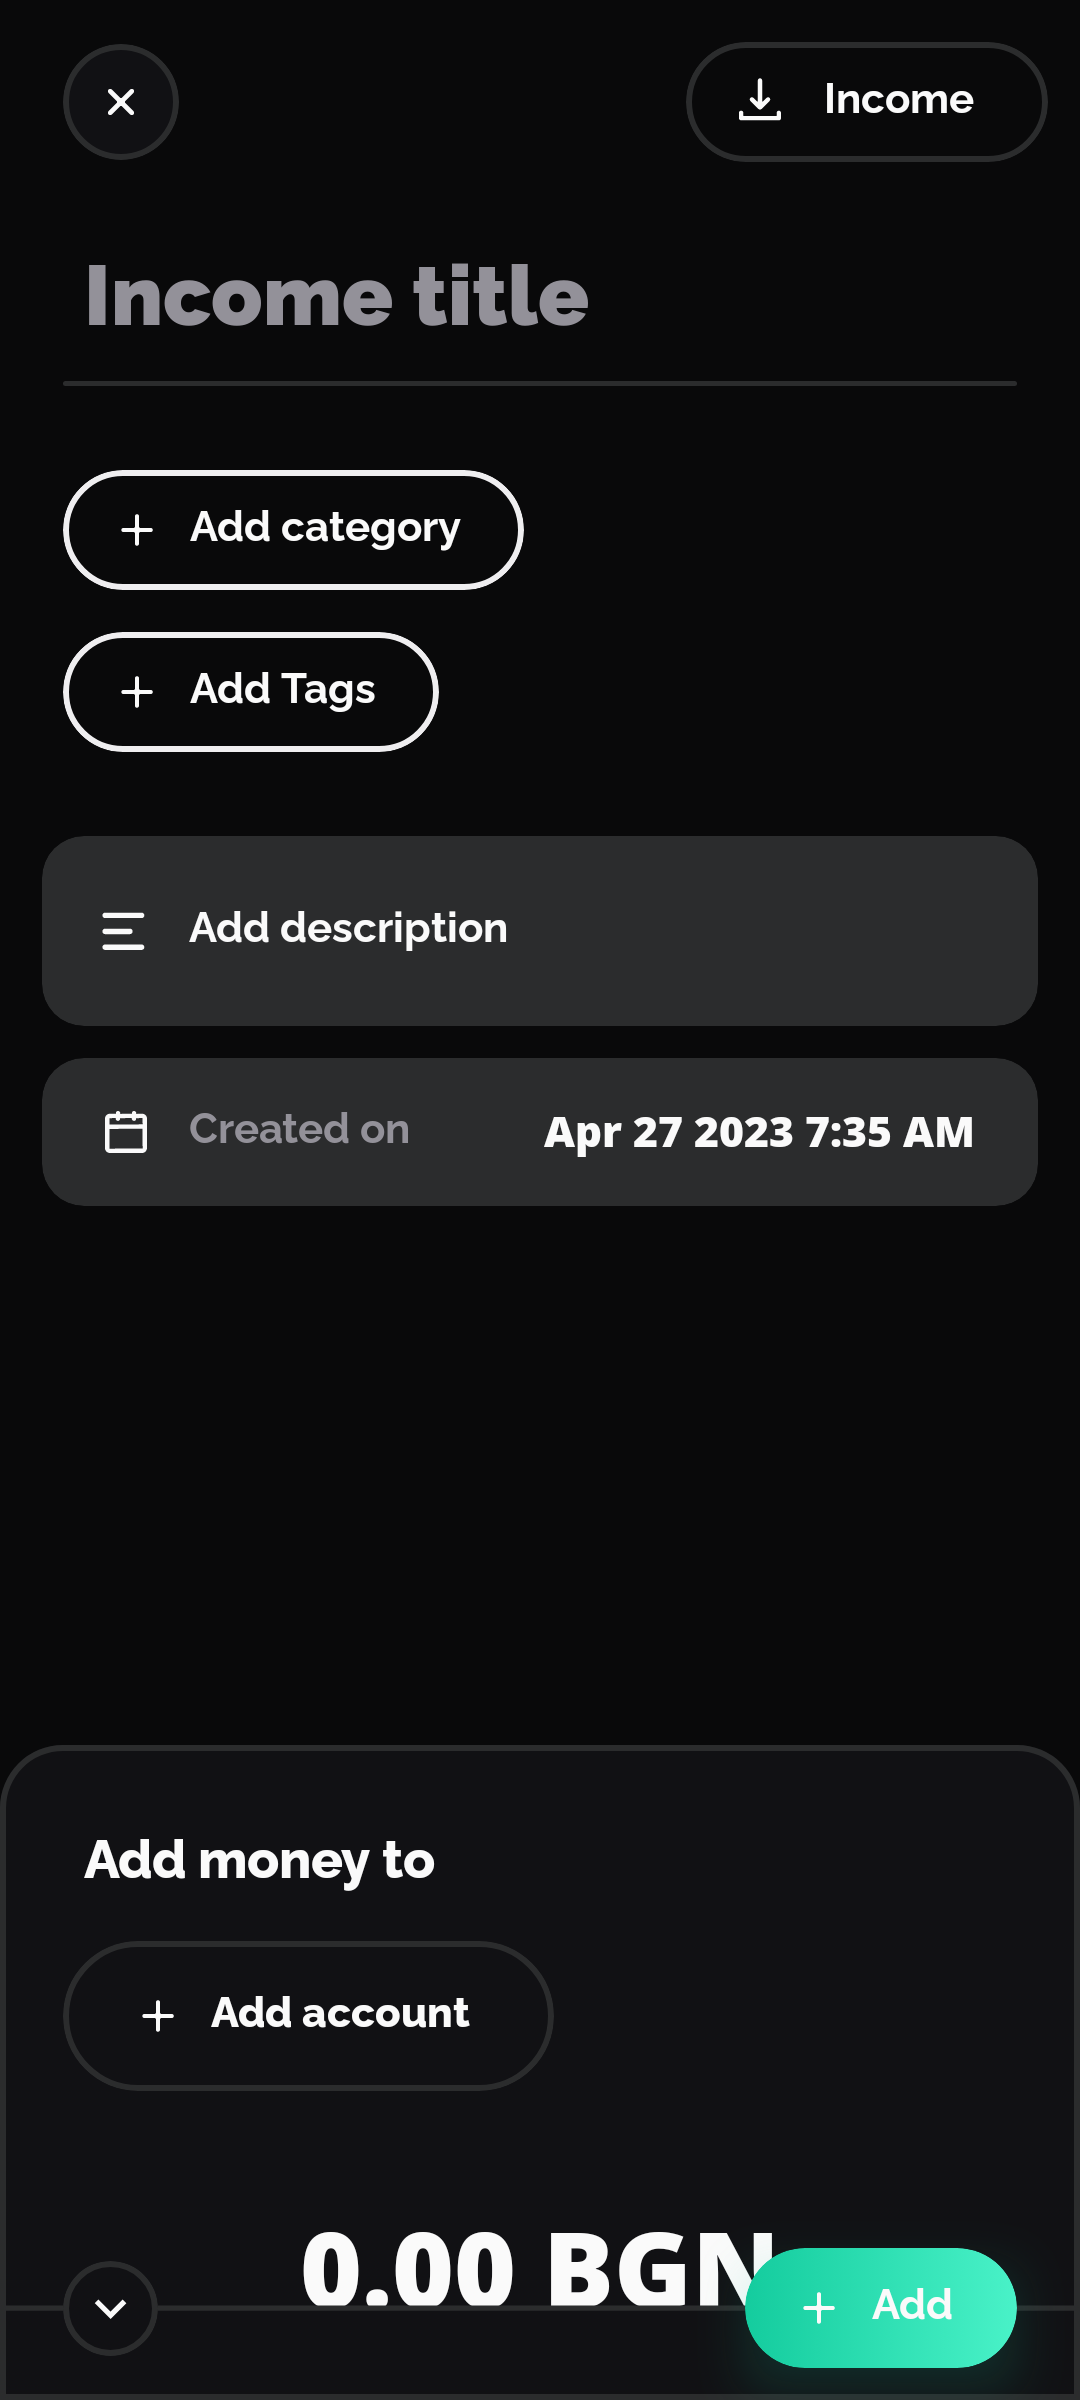 Income
Income title
Add category
Add Tags
Add description
Created on Apr 27 2023 7:35 AM
Add money to
Add account
0.00 BGN
Add